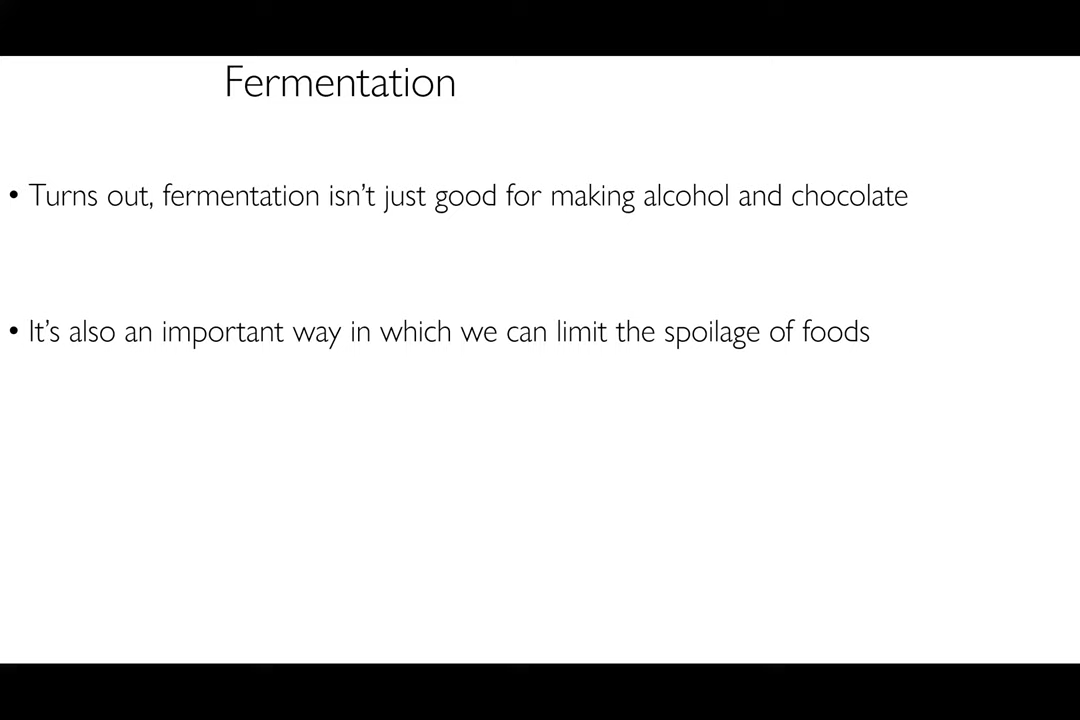 Fermentation
• Turns out, fermentation isn’t just good for making alcohol and chocolate
• It’s also an important way in which we can limit the spoilage of foods